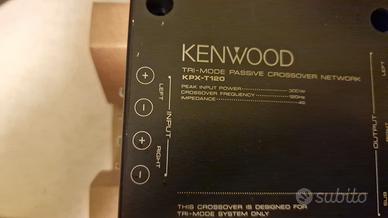 KENWOOD
TRI-MODE PASSIVE CROSSOVER NETWORK
KPX-T120
PEAK INPUT POWER 300W
CROSSOVER FREQUENCY 120Hz
IMPEDANCE 4Ω
LEFT
INPUT
RIGHT
LEFT
OUTPUT
THIS CROSSOVER IS DESIGNED FOR
TRI-MODE SYSTEM ONLY
subito